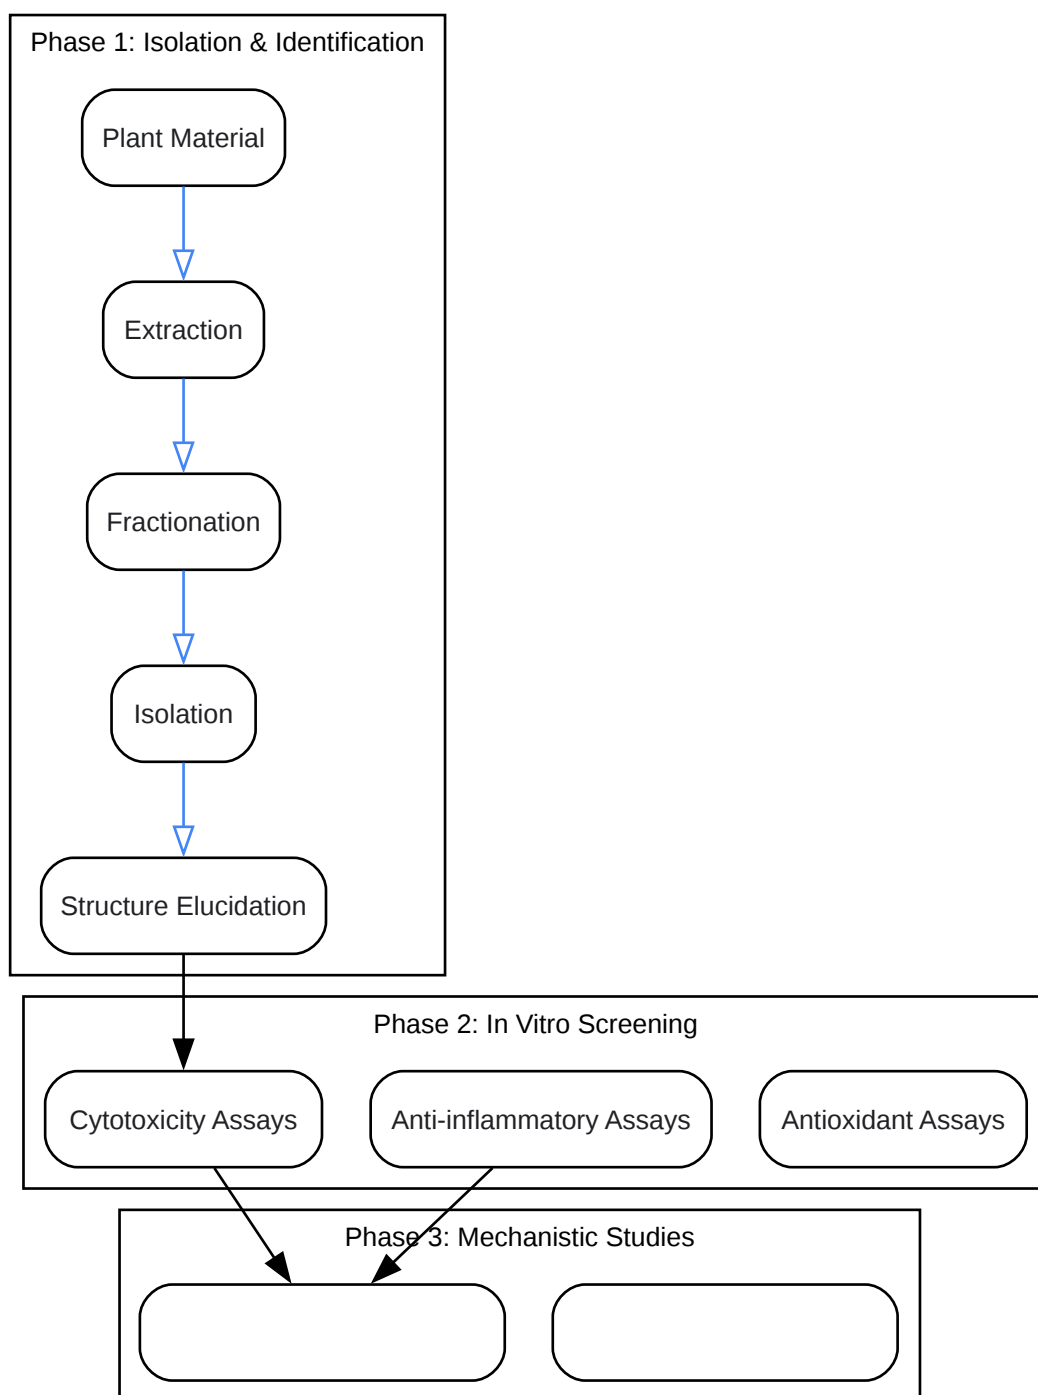 Phase 1: Isolation & Identification
Plant Material
Extraction
Fractionation
Isolation
Structure Elucidation
Phase 2: In Vitro Screening
Cytotoxicity Assays
Anti-inflammatory Assays
Antioxidant Assays
Phase 3: Mechanistic Studies